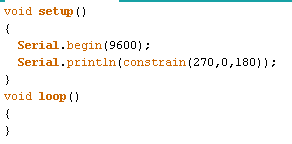 void setup()
{
  Serial.begin(9600);
  Serial.println(constrain(270,0,180));
}
void loop()
{
}